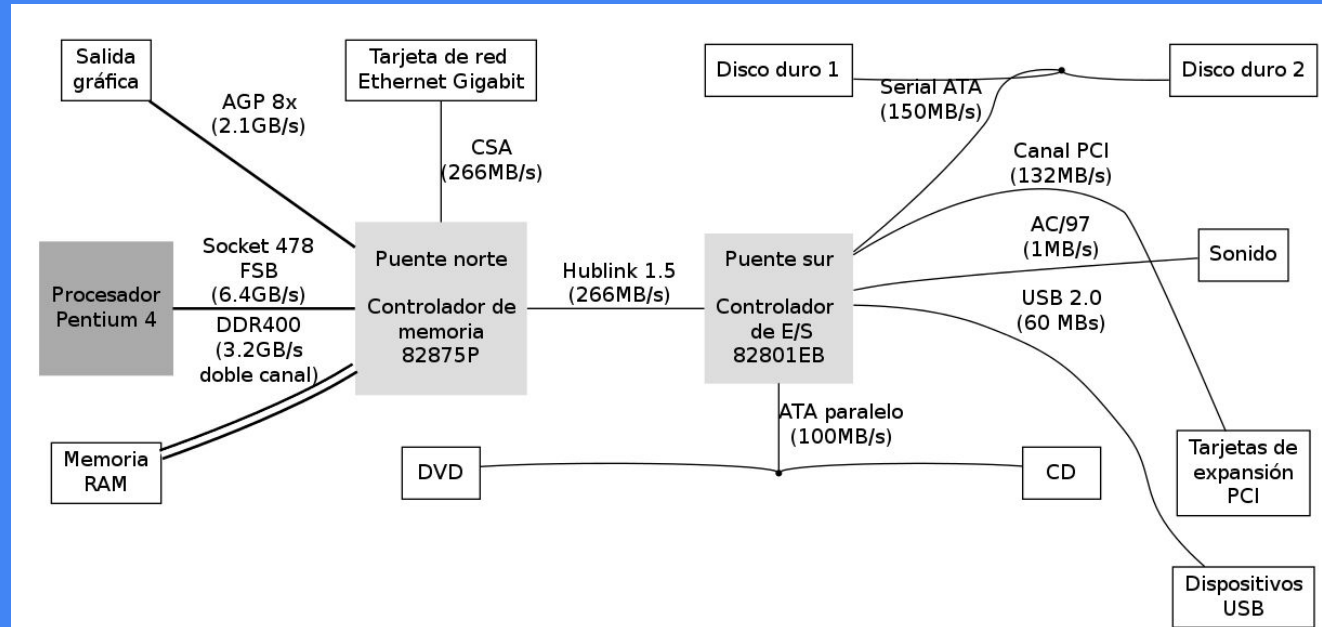 Salida
gráfica
AGP 8x
(2.1GB/s)
Tarjeta de red
Ethernet Gigabit
CSA
(266MB/s)
Disco duro 1
Disco duro 2
Serial ATA
(150MB/s)
Canal PCI
(132MB/s)
AC/97
(1MB/s)
Sonido
USB 2.0
(60 MBs)
Procesador
Pentium 4
Socket 478
FSB
(6.4GB/s)
DDR400
(3.2GB/s
doble canal)
Puente norte
Controlador de
memoria
82875P
Hublink 1.5
(266MB/s)
Puente sur
Controlador
de E/S
82801EB
ATA paralelo
(100MB/s)
Memoria
RAM
DVD
CD
Tarjetas de
expansión
PCI
Dispositivos
USB